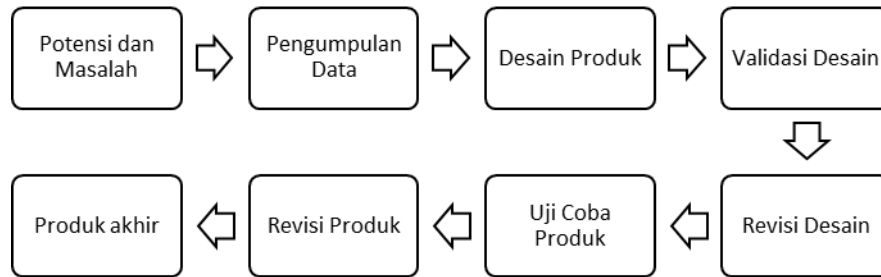 Potensi dan
Masalah
Pengumpulan
Data
Desain Produk
Validasi Desain
Revisi Desain
Uji Coba
Produk
Revisi Produk
Produk akhir